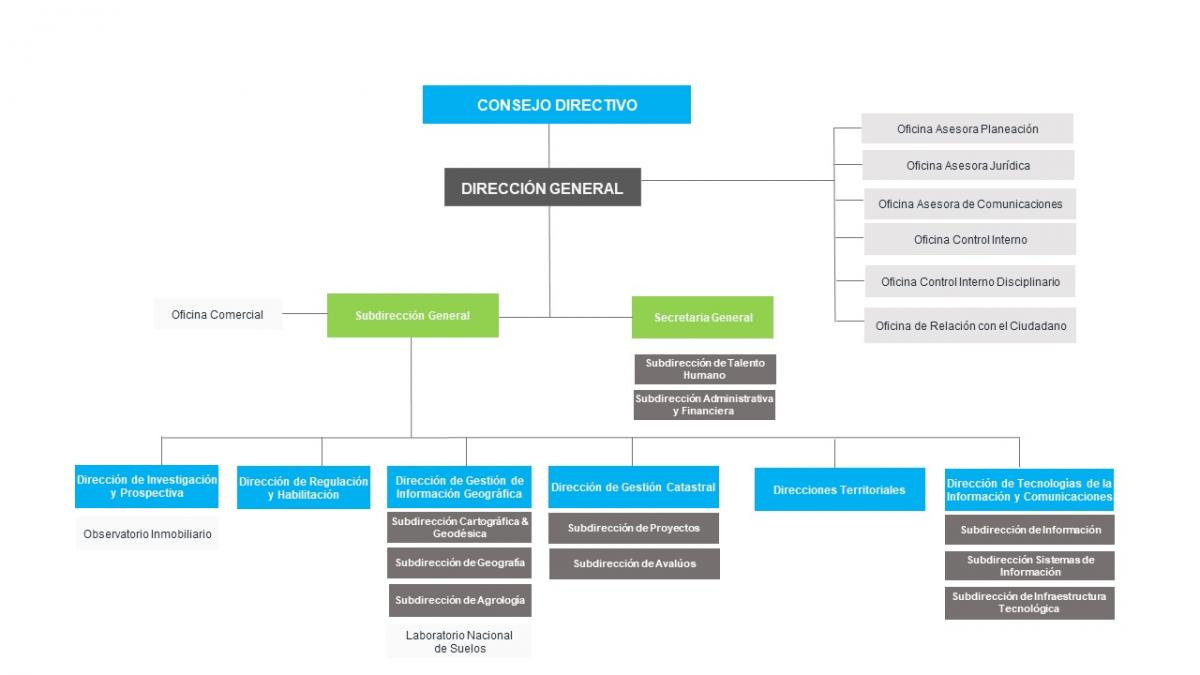 CONSEJO DIRECTIVO
DIRECCIÓN GENERAL
Oficina Asesora Planeación
Oficina Asesora Jurídica
Oficina Asesora de Comunicaciones
Oficina Control Interno
Oficina Control Interno Disciplinario
Oficina de Relación con el Ciudadano
Oficina Comercial
Subdirección General
Secretaria General
Subdirección de Talento
Humano
Subdirección Administrativa
y Financiera
Dirección de Investigación
y Prospectiva
Observatorio Inmobiliario
Dirección de Regulación
y Habilitación
Dirección de Gestión de
Información Geográfica
Subdirección Cartográfica &
Geodésica
Subdirección de Geografía
Subdirección de Agrología
Laboratorio Nacional
de Suelos
Dirección de Gestión Catastral
Subdirección de Proyectos
Subdirección de Avalúos
Direcciones Territoriales
Dirección de Tecnologías de la
Información y Comunicaciones
Subdirección de Información
Subdirección Sistemas de
Información
Subdirección de Infraestructura
Tecnológica